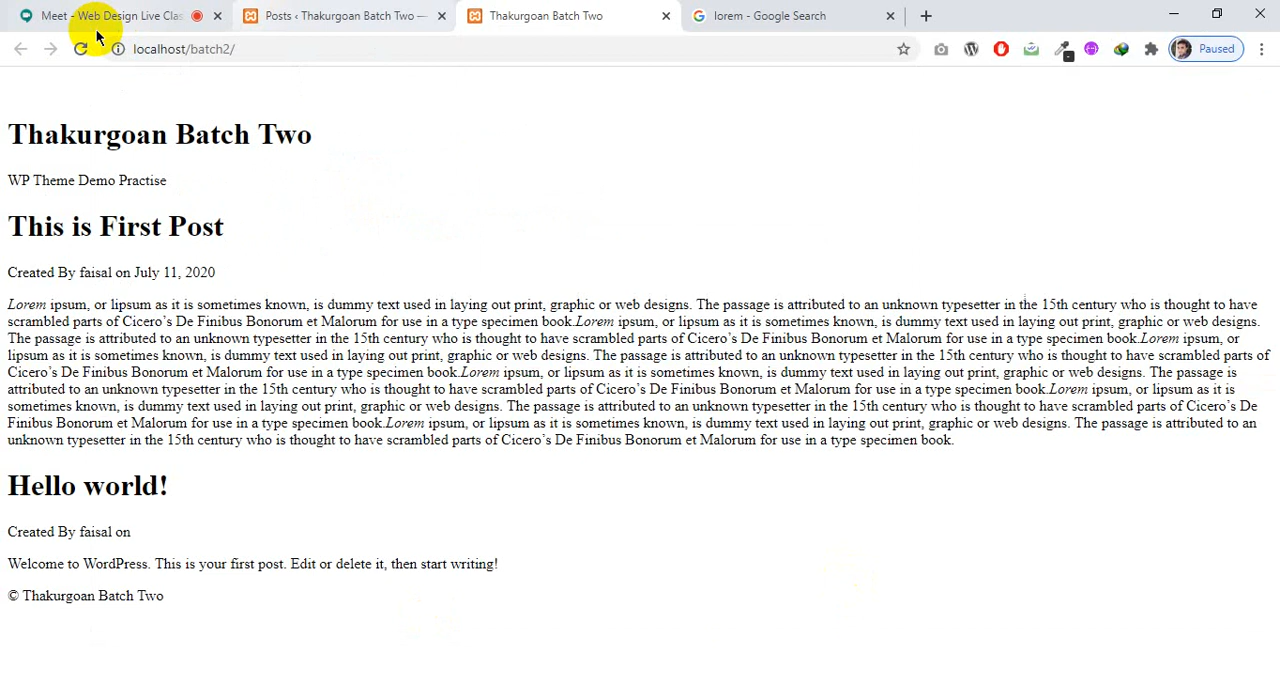 Meet - Web Design Live Clas
Posts ‹ Thakurgoan Batch Two —
Thakurgoan Batch Two
lorem - Google Search
localhost/batch2/
Paused
Thakurgoan Batch Two
WP Theme Demo Practise
This is First Post
Created By faisal on July 11, 2020
Lorem ipsum, or lipsum as it is sometimes known, is dummy text used in laying out print, graphic or web designs. The passage is attributed to an unknown typesetter in the 15th century who is thought to have
scrambled parts of Cicero’s De Finibus Bonorum et Malorum for use in a type specimen book.Lorem ipsum, or lipsum as it is sometimes known, is dummy text used in laying out print, graphic or web designs.
The passage is attributed to an unknown typesetter in the 15th century who is thought to have scrambled parts of Cicero’s De Finibus Bonorum et Malorum for use in a type specimen book.Lorem ipsum, or
lipsum as it is sometimes known, is dummy text used in laying out print, graphic or web designs. The passage is attributed to an unknown typesetter in the 15th century who is thought to have scrambled parts of
Cicero’s De Finibus Bonorum et Malorum for use in a type specimen book.Lorem ipsum, or lipsum as it is sometimes known, is dummy text used in laying out print, graphic or web designs. The passage is
attributed to an unknown typesetter in the 15th century who is thought to have scrambled parts of Cicero’s De Finibus Bonorum et Malorum for use in a type specimen book.Lorem ipsum, or lipsum as it is
sometimes known, is dummy text used in laying out print, graphic or web designs. The passage is attributed to an unknown typesetter in the 15th century who is thought to have scrambled parts of Cicero’s De
Finibus Bonorum et Malorum for use in a type specimen book.Lorem ipsum, or lipsum as it is sometimes known, is dummy text used in laying out print, graphic or web designs. The passage is attributed to an
unknown typesetter in the 15th century who is thought to have scrambled parts of Cicero’s De Finibus Bonorum et Malorum for use in a type specimen book.
Hello world!
Created By faisal on
Welcome to WordPress. This is your first post. Edit or delete it, then start writing!
© Thakurgoan Batch Two